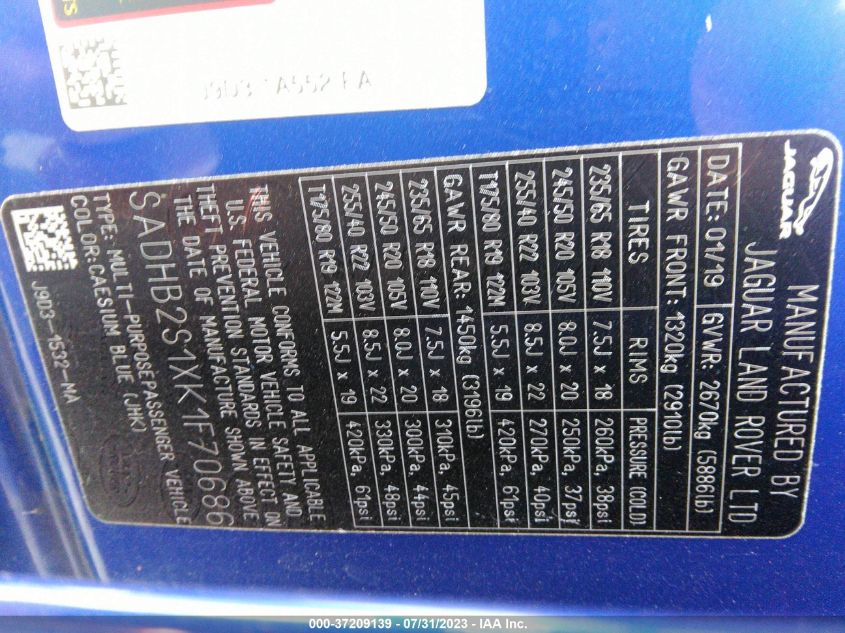 J9D3-1A552-FA
JAGUAR
MANUFACTURED BY
JAGUAR LAND ROVER LTD
DATE: 01/19 GVWR: 2670kg (5886lb)
GAWR FRONT: 1320kg (2910lb)
TIRES RIMS PRESSURE (COLD)
235/65 R18 110V 7.5J x 18 260kPa, 38psi
245/50 R20 105V 8.0J x 20 250kPa, 37psi
255/40 R22 103V 8.5J x 22 270kPa, 40psi
T175/80 R19 122M 5.5J x 19 420kPa, 61psi
GAWR REAR: 1450kg (3196lb)
235/65 R18 110V 7.5J x 18 310kPa, 45psi
245/50 R20 105V 8.0J x 20 300kPa, 44psi
255/40 R22 103V 8.5J x 22 330kPa, 48psi
T175/80 R19 122M 5.5J x 19 420kPa, 61psi
THIS VEHICLE CONFORMS TO ALL APPLICABLE
U.S. FEDERAL MOTOR VEHICLE SAFETY AND
THEFT PREVENTION STANDARDS IN EFFECT ON
THE DATE OF MANUFACTURE SHOWN ABOVE
SADHB2S1XK1F70686
TYPE: MULTI-PURPOSE PASSENGER VEHICLE
COLOR: CAESIUM BLUE (JHK)
J9D3-1532-MA
000-37209139 - 07/31/2023 - © IAA Inc.